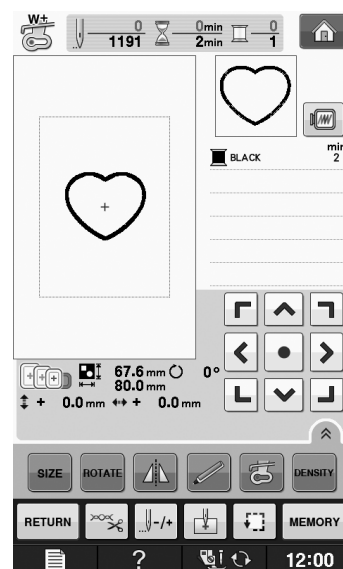 W+ 0 0min 0
1191 2min 1
min
BLACK 2
67.6 mm 0°
80.0 mm
+ 0.0 mm + 0.0 mm
SIZE ROTATE DENSITY
RETURN -/+ MEMORY
? 12:00